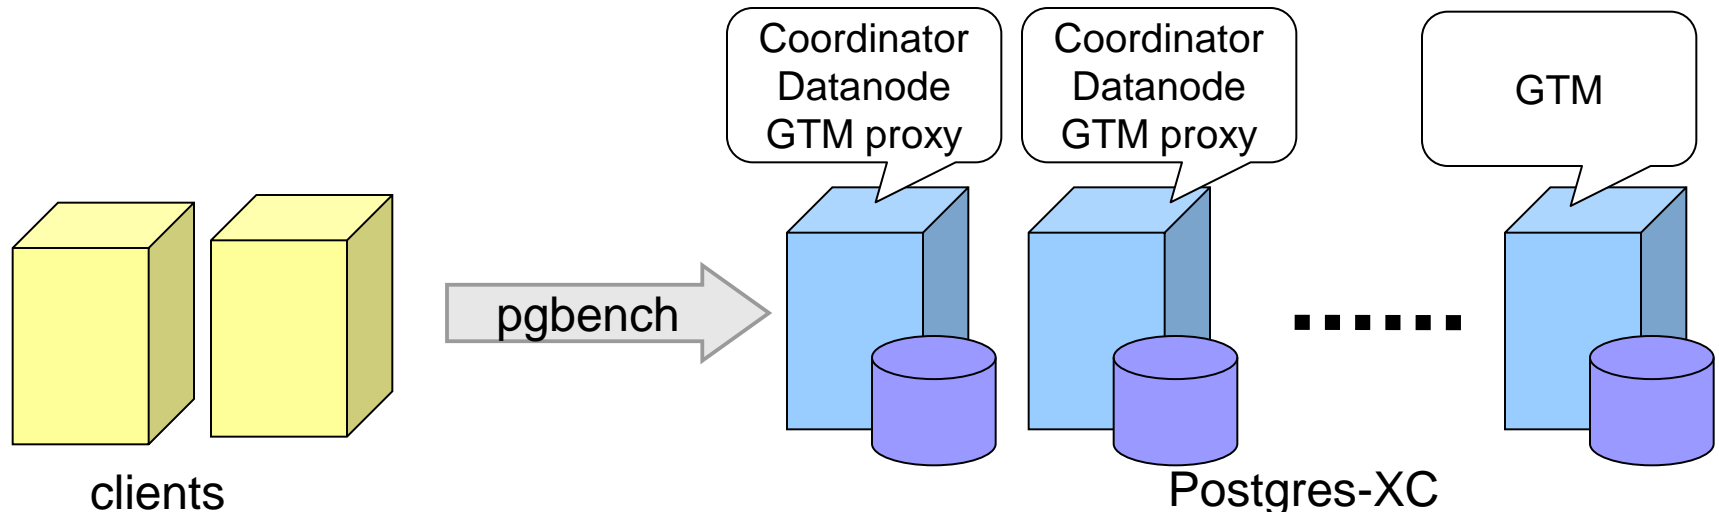 Coordinator
Datanode
GTM proxy
Coordinator
Datanode
GTM proxy
GTM
pgbench
clients
Postgres-XC